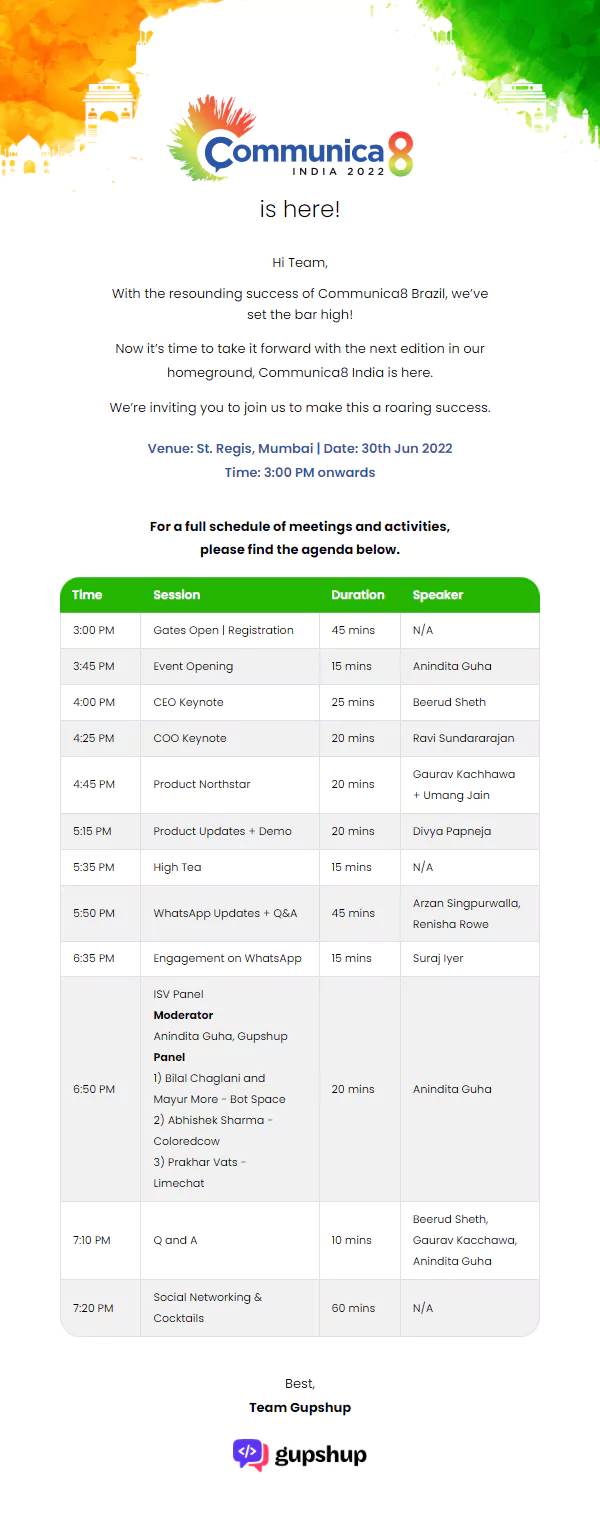 Communica8
INDIA 2022
is here!
Hi Team,
With the resounding success of Communica8 Brazil, we’ve
set the bar high!
Now it’s time to take it forward with the next edition in our
homeground, Communica8 India is here.
We’re inviting you to join us to make this a roaring success.
Venue: St. Regis, Mumbai | Date: 30th Jun 2022
Time: 3:00 PM onwards
For a full schedule of meetings and activities,
please find the agenda below.
Time Session Duration Speaker
3:00 PM Gates Open | Registration 45 mins N/A
3:45 PM Event Opening 15 mins Anindita Guha
4:00 PM CEO Keynote 25 mins Beerud Sheth
4:25 PM COO Keynote 20 mins Ravi Sundararajan
4:45 PM Product Northstar 20 mins Gaurav Kachhawa
+ Umang Jain
5:15 PM Product Updates + Demo 20 mins Divya Papneja
5:35 PM High Tea 15 mins N/A
5:50 PM WhatsApp Updates + Q&A 45 mins Arzan Singpurwalla,
Renisha Rowe
6:35 PM Engagement on WhatsApp 15 mins Suraj Iyer
6:50 PM ISV Panel
Moderator
Anindita Guha, Gupshup
Panel
1) Bilal Chaglani and
Mayur More - Bot Space
2) Abhishek Sharma -
Coloredcow
3) Prakhar Vats -
Limechat
20 mins Anindita Guha
7:10 PM Q and A 10 mins Beerud Sheth,
Gaurav Kacchawa,
Anindita Guha
7:20 PM Social Networking &
Cocktails
60 mins N/A
Best,
Team Gupshup
</> gupshup